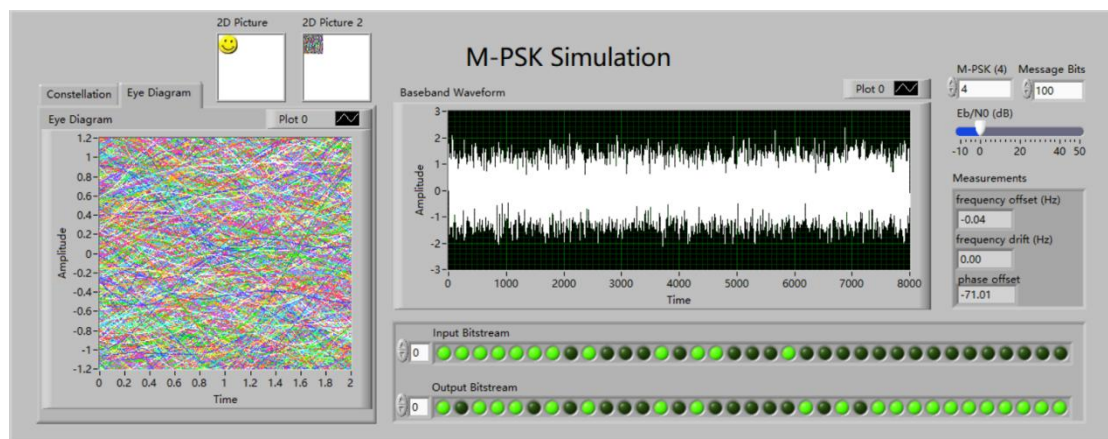 2D Picture
2D Picture 2
M-PSK Simulation
Constellation
Eye Diagram
Eye Diagram
Plot 0
Amplitude
1.2
1
0.8
0.6
0.4
0.2
0
-0.2
-0.4
-0.6
-0.8
-1
-1.2
0 0.2 0.4 0.6 0.8 1 1.2 1.4 1.6 1.8 2
Time
Baseband Waveform
Plot 0
Amplitude
3
2
1
0
-1
-2
-3
0 1000 2000 3000 4000 5000 6000 7000 8000
Time
M-PSK (4)
Message Bits
4
100
Eb/N0 (dB)
-10 0 20 40 50
Measurements
frequency offset (Hz)
-0.04
frequency drift (Hz)
0.00
phase offset
-71.01
Input Bitstream
0
Output Bitstream
0